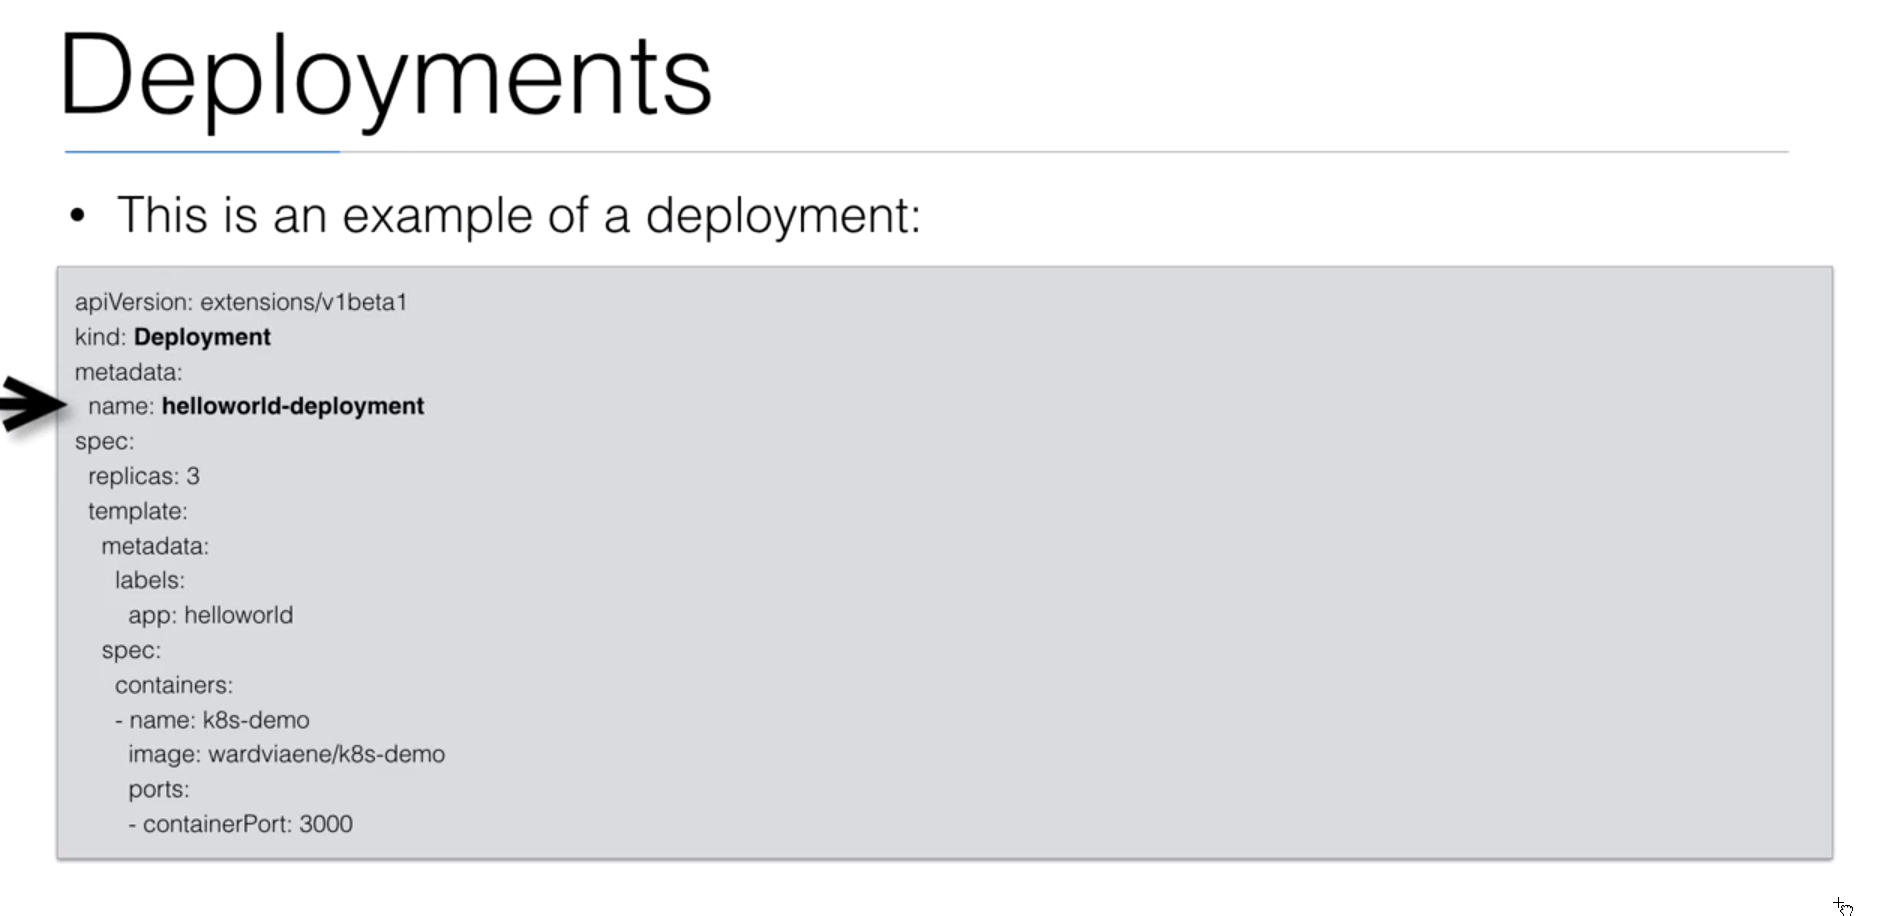 Deployments
• This is an example of a deployment:
apiVersion: extensions/v1beta1
kind: Deployment
metadata:
  name: helloworld-deployment
spec:
  replicas: 3
  template:
    metadata:
      labels:
        app: helloworld
    spec:
      containers:
      - name: k8s-demo
        image: wardviaene/k8s-demo
        ports:
        - containerPort: 3000